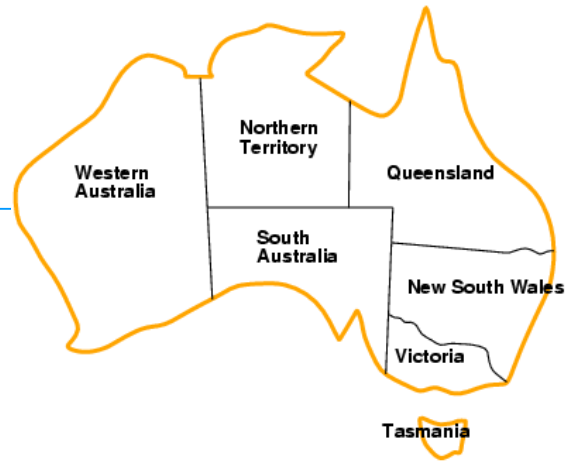 Northern
Territory
Western
Australia
Queensland
South
Australia
New South Wales
Victoria
Tasmania